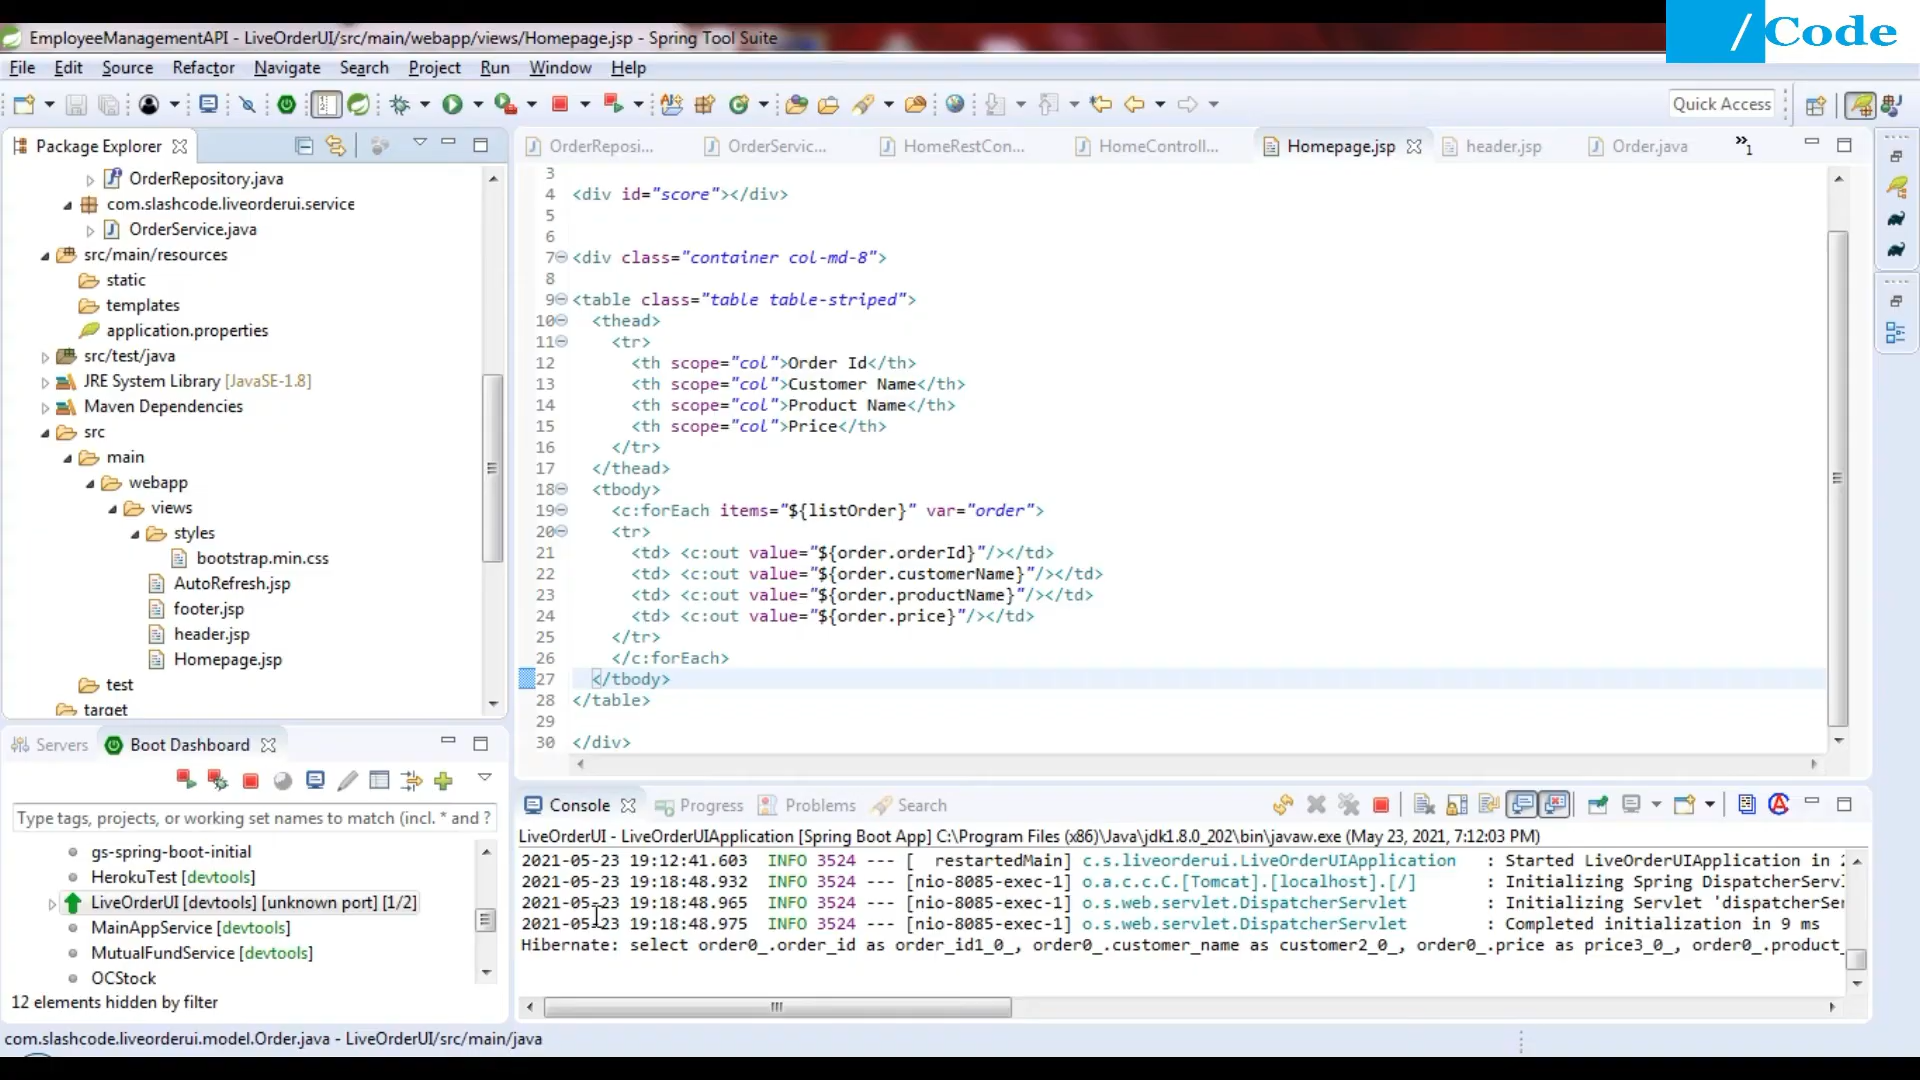 /Code
EmployeeManagementAPI - LiveOrderUI/src/main/webapp/views/Homepage.jsp - Spring Tool Suite
File Edit Source Refactor Navigate Search Project Run Window Help
Quick Access
Package Explorer
OrderRepository.java
com.slashcode.liveorderui.service
OrderService.java
src/main/resources
static
templates
application.properties
src/test/java
JRE System Library [JavaSE-1.8]
Maven Dependencies
src
main
webapp
views
styles
bootstrap.min.css
AutoRefresh.jsp
footer.jsp
header.jsp
Homepage.jsp
test
target
OrderReposi... OrderServic... HomeRestCon... HomeControll... Homepage.jsp header.jsp Order.java »1
3
4 <div id="score"></div>
5
6
7 <div class="container col-md-8">
8
9 <table class="table table-striped">
10 <thead>
11 <tr>
12 <th scope="col">Order Id</th>
13 <th scope="col">Customer Name</th>
14 <th scope="col">Product Name</th>
15 <th scope="col">Price</th>
16 </tr>
17 </thead>
18 <tbody>
19 <c:forEach items="${listOrder}" var="order">
20 <tr>
21 <td> <c:out value="${order.orderId}"/></td>
22 <td> <c:out value="${order.customerName}"/></td>
23 <td> <c:out value="${order.productName}"/></td>
24 <td> <c:out value="${order.price}"/></td>
25 </tr>
26 </c:forEach>
27 </tbody>
28 </table>
29
30 </div>
Servers Boot Dashboard
Type tags, projects, or working set names to match (incl. * and ?
gs-spring-boot-initial
HerokuTest [devtools]
LiveOrderUI [devtools] [unknown port] [1/2]
MainAppService [devtools]
MutualFundService [devtools]
OCStock
12 elements hidden by filter
Console Progress Problems Search
LiveOrderUI - LiveOrderUIApplication [Spring Boot App] C:\Program Files (x86)\Java\jdk1.8.0_202\bin\javaw.exe (May 23, 2021, 7:12:03 PM)
2021-05-23 19:12:41.603 INFO 3524 --- [ restartedMain] c.s.liveorderui.LiveOrderUIApplication : Started LiveOrderUIApplication in
2021-05-23 19:18:48.932 INFO 3524 --- [nio-8085-exec-1] o.a.c.c.C.[Tomcat].[localhost].[/] : Initializing Spring DispatcherServ
2021-05-23 19:18:48.965 INFO 3524 --- [nio-8085-exec-1] o.s.web.servlet.DispatcherServlet : Initializing Servlet 'dispatcherSer
2021-05-23 19:18:48.975 INFO 3524 --- [nio-8085-exec-1] o.s.web.servlet.DispatcherServlet : Completed initialization in 9 ms
Hibernate: select order0_.order_id as order_id1_0_, order0_.customer_name as customer2_0_, order0_.price as price3_0_, order0_.product_
com.slashcode.liveorderui.model.Order.java - LiveOrderUI/src/main/java